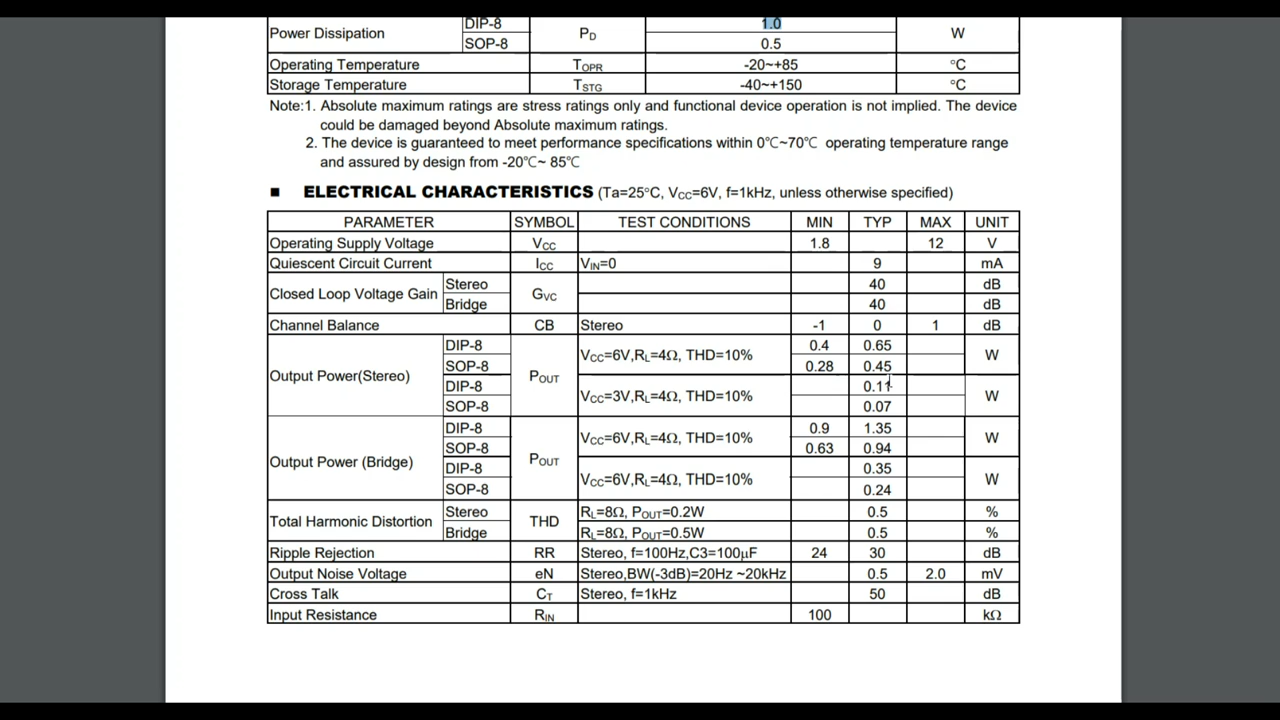 Power Dissipation DIP-8 PD 1.0 W
SOP-8 0.5
Operating Temperature TOPR -20~+85 °C
Storage Temperature TSTG -40~+150 °C
Note:1. Absolute maximum ratings are stress ratings only and functional device operation is not implied. The device
could be damaged beyond Absolute maximum ratings.
2. The device is guaranteed to meet performance specifications within 0℃~70℃ operating temperature range
and assured by design from -20℃~ 85℃
■ ELECTRICAL CHARACTERISTICS (Ta=25°C, VCC=6V, f=1kHz, unless otherwise specified)
PARAMETER SYMBOL TEST CONDITIONS MIN TYP MAX UNIT
Operating Supply Voltage VCC 1.8 12 V
Quiescent Circuit Current ICC VIN=0 9 mA
Closed Loop Voltage Gain Stereo GVC 40 dB
Bridge 40 dB
Channel Balance CB Stereo -1 0 1 dB
Output Power(Stereo) DIP-8 POUT VCC=6V,RL=4Ω, THD=10% 0.4 0.65 W
SOP-8 0.28 0.45
DIP-8 VCC=3V,RL=4Ω, THD=10% 0.11 W
SOP-8 0.07
Output Power (Bridge) DIP-8 POUT VCC=6V,RL=4Ω, THD=10% 0.9 1.35 W
SOP-8 0.63 0.94
DIP-8 VCC=6V,RL=4Ω, THD=10% 0.35 W
SOP-8 0.24
Total Harmonic Distortion Stereo THD RL=8Ω, POUT=0.2W 0.5 %
Bridge RL=8Ω, POUT=0.5W 0.5 %
Ripple Rejection RR Stereo, f=100Hz,C3=100μF 24 30 dB
Output Noise Voltage eN Stereo,BW(-3dB)=20Hz ~20kHz 0.5 2.0 mV
Cross Talk CT Stereo, f=1kHz 50 dB
Input Resistance RIN 100 kΩ